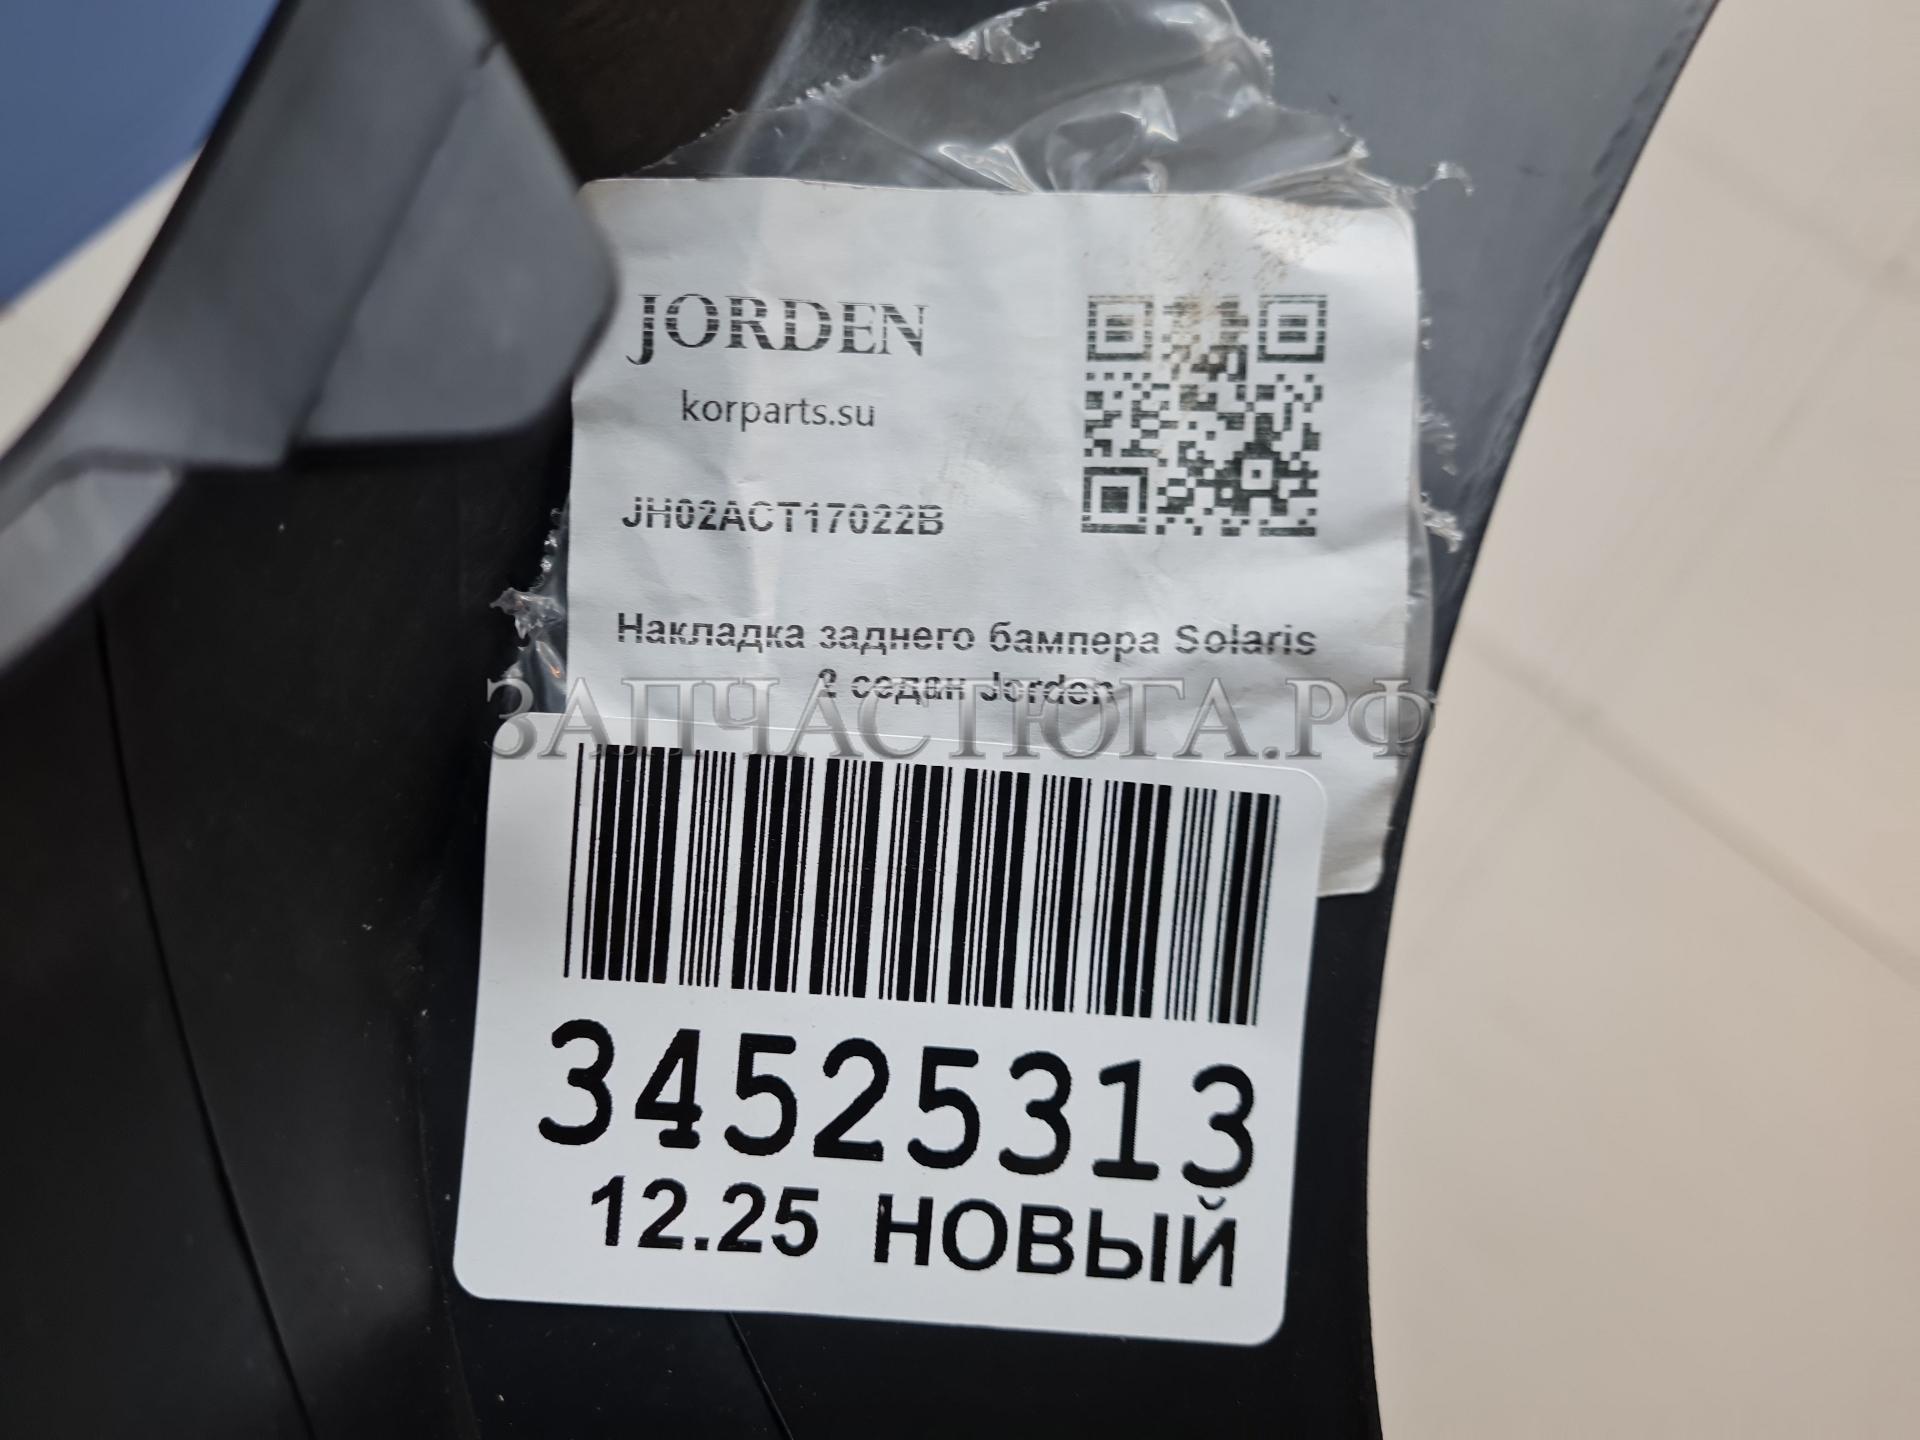 JORDEN
korparts.su
JH02ACT17022B
Накладка заднего бампера Solaris
2 седан Jorden
ЗАПЧАСТЮГА.РФ
34525313
12.25 НОВЫЙ